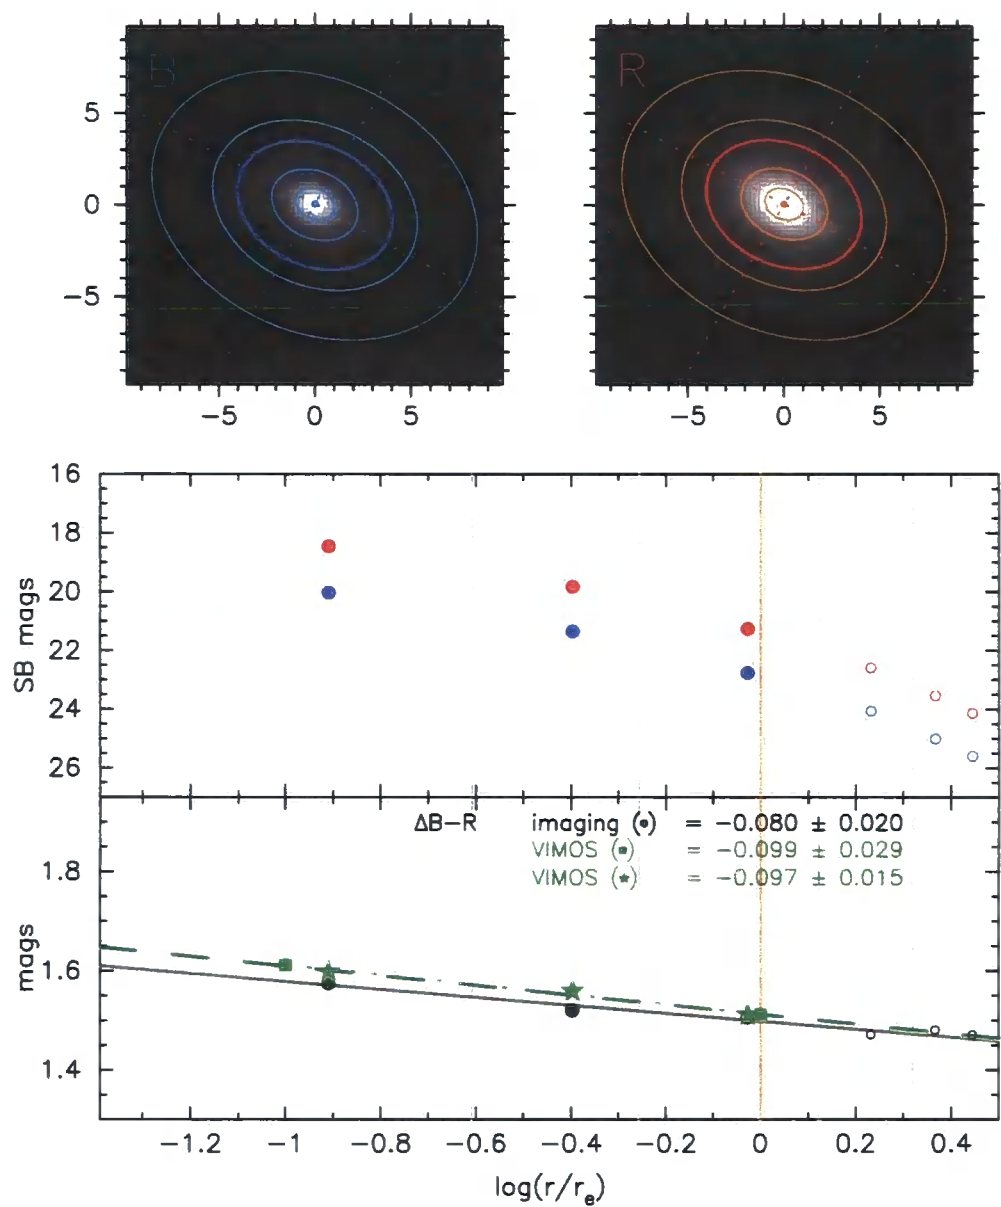 B
R
5
0
−5
−5 0 5
−5 0 5
16
18
20
22
24
26
SB mags
ΔB−R imaging (•) = −0.080 ± 0.020
VIMOS (▪) = −0.099 ± 0.029
VIMOS (★) = −0.097 ± 0.015
1.8
1.6
1.4
mags
−1.2 −1 −0.8 −0.6 −0.4 −0.2 0 0.2 0.4
log(r/re)